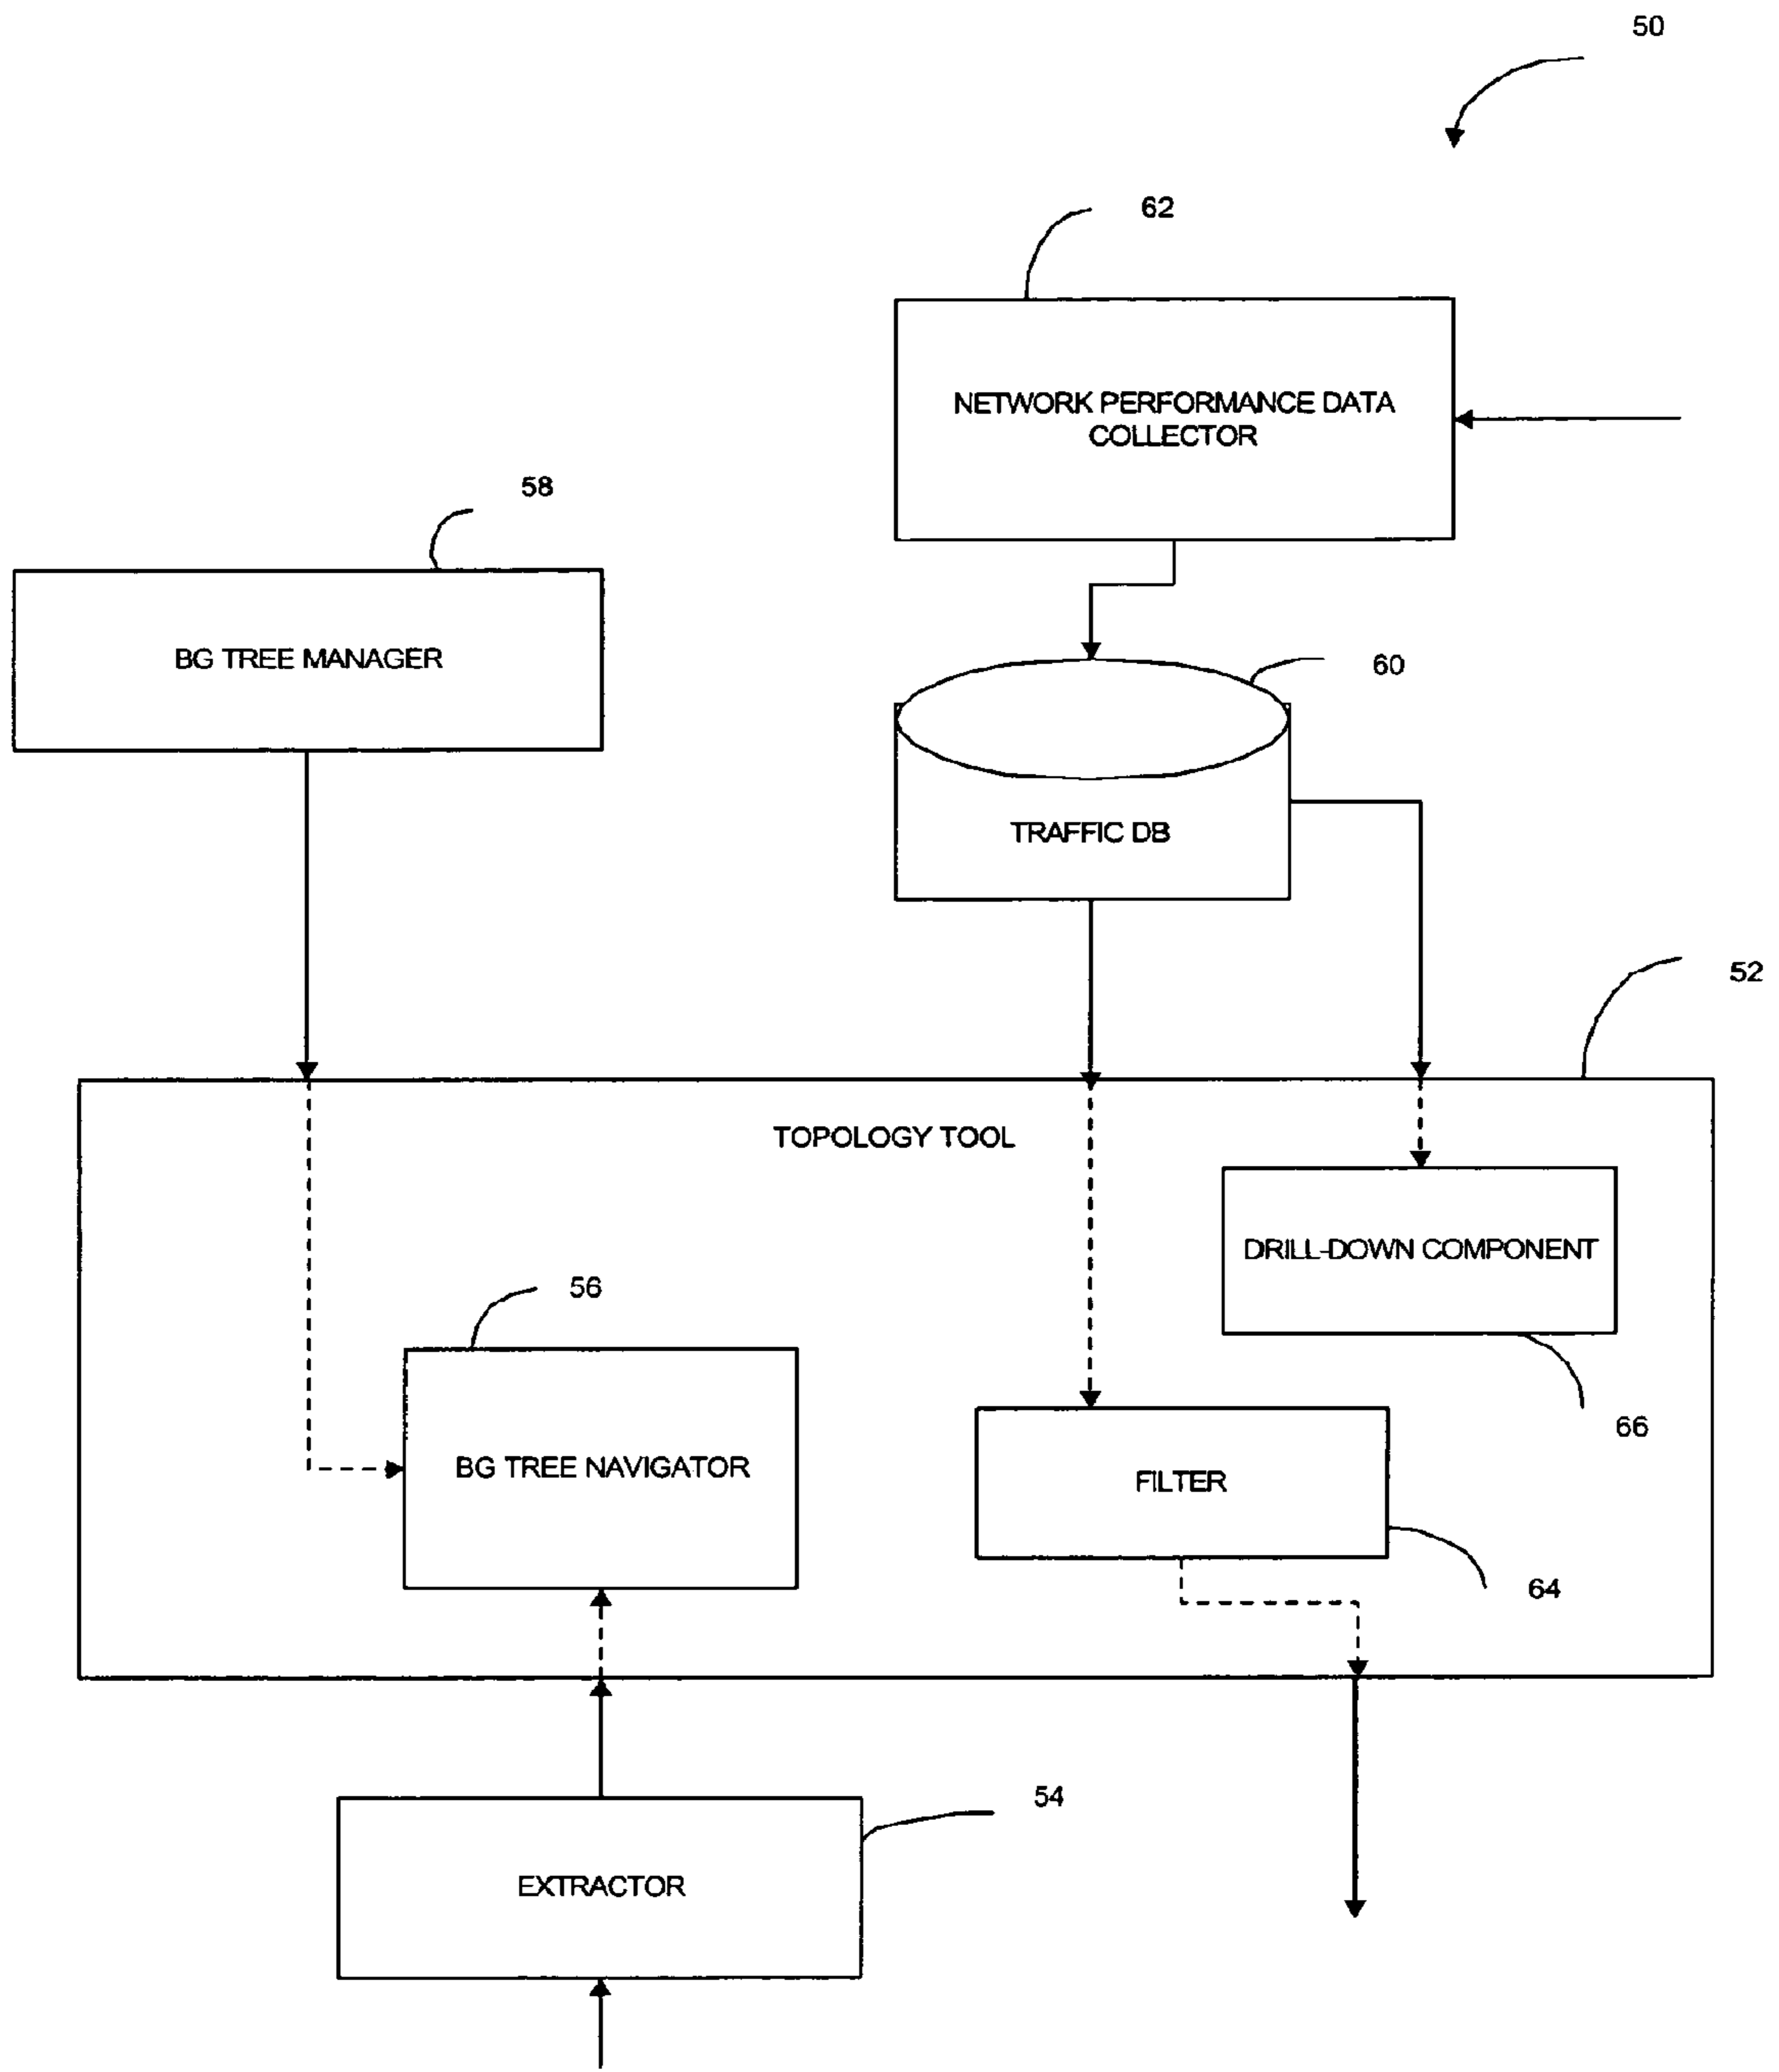 50
62
NETWORK PERFORMANCE DATA
COLLECTOR
58
BG TREE MANAGER
60
TRAFFIC DB
52
TOPOLOGY TOOL
DRILL-DOWN COMPONENT
56
66
BG TREE NAVIGATOR
FILTER
64
54
EXTRACTOR